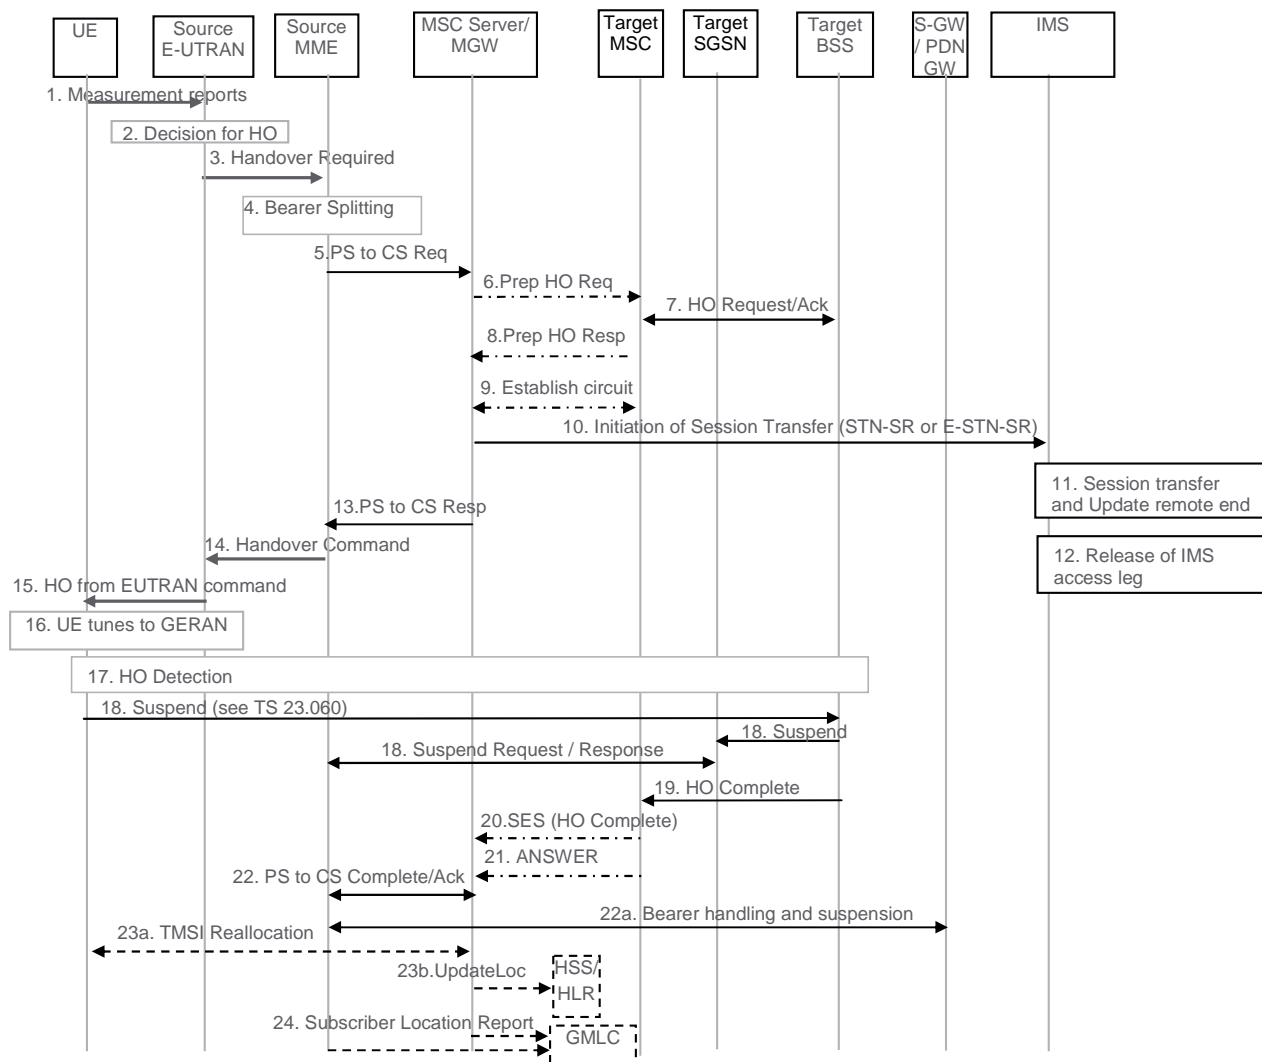 UE
Source
E-UTRAN
Source
MME
MSC Server/
MGW
Target
MSC
Target
SGSN
Target
BSS
S-GW
/ PDN
GW
IMS
1. Measurement reports
2. Decision for HO
3. Handover Required
4. Bearer Splitting
5.PS to CS Req
6.Prep HO Req
7. HO Request/Ack
8.Prep HO Resp
9. Establish circuit
10. Initiation of Session Transfer (STN-SR or E-STN-SR)
11. Session transfer
and Update remote end
13.PS to CS Resp
14. Handover Command
12. Release of IMS
access leg
15. HO from EUTRAN command
16. UE tunes to GERAN
17. HO Detection
18. Suspend (see TS 23.060)
18. Suspend
18. Suspend Request / Response
19. HO Complete
20.SES (HO Complete)
21. ANSWER
22. PS to CS Complete/Ack
22a. Bearer handling and suspension
23a. TMSI Reallocation
23b.UpdateLoc
HSS/
HLR
24. Subscriber Location Report
GMLC